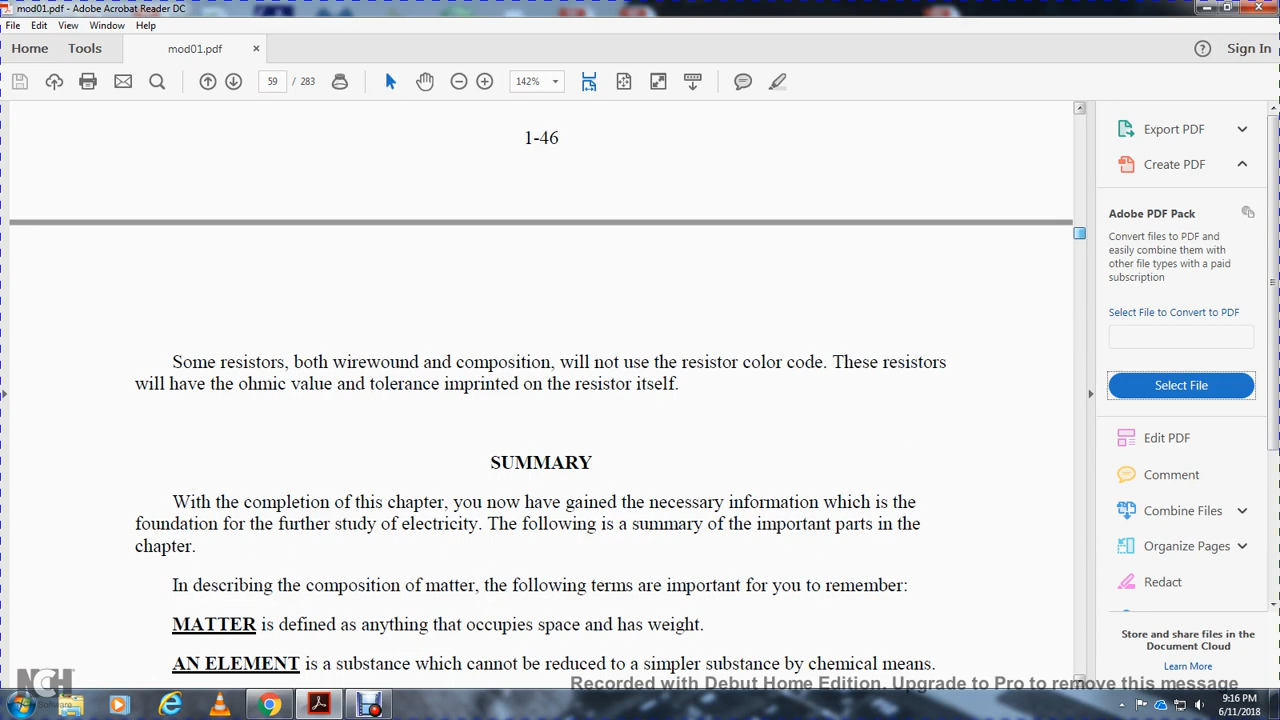 mod01.pdf - Adobe Acrobat Reader DC
File Edit View Window Help
Home Tools mod01.pdf × Sign In
59 / 283 142%
1-46
Some resistors, both wirewound and composition, will not use the resistor color code. These resistors
will have the ohmic value and tolerance imprinted on the resistor itself.
SUMMARY
With the completion of this chapter, you now have gained the necessary information which is the
foundation for the further study of electricity. The following is a summary of the important parts in the
chapter.
In describing the composition of matter, the following terms are important for you to remember:
MATTER is defined as anything that occupies space and has weight.
AN ELEMENT is a substance which cannot be reduced to a simpler substance by chemical means.
Export PDF
Create PDF
Adobe PDF Pack
Convert files to PDF and
easily combine them with
other file types with a paid
subscription
Select File to Convert to PDF
Select File
Edit PDF
Comment
Combine Files
Organize Pages
Redact
Store and share files in the
Document Cloud
Learn More
NCH
Software
Recorded with Debut Home Edition. Upgrade to Pro to remove this message
9:16 PM
6/11/2018